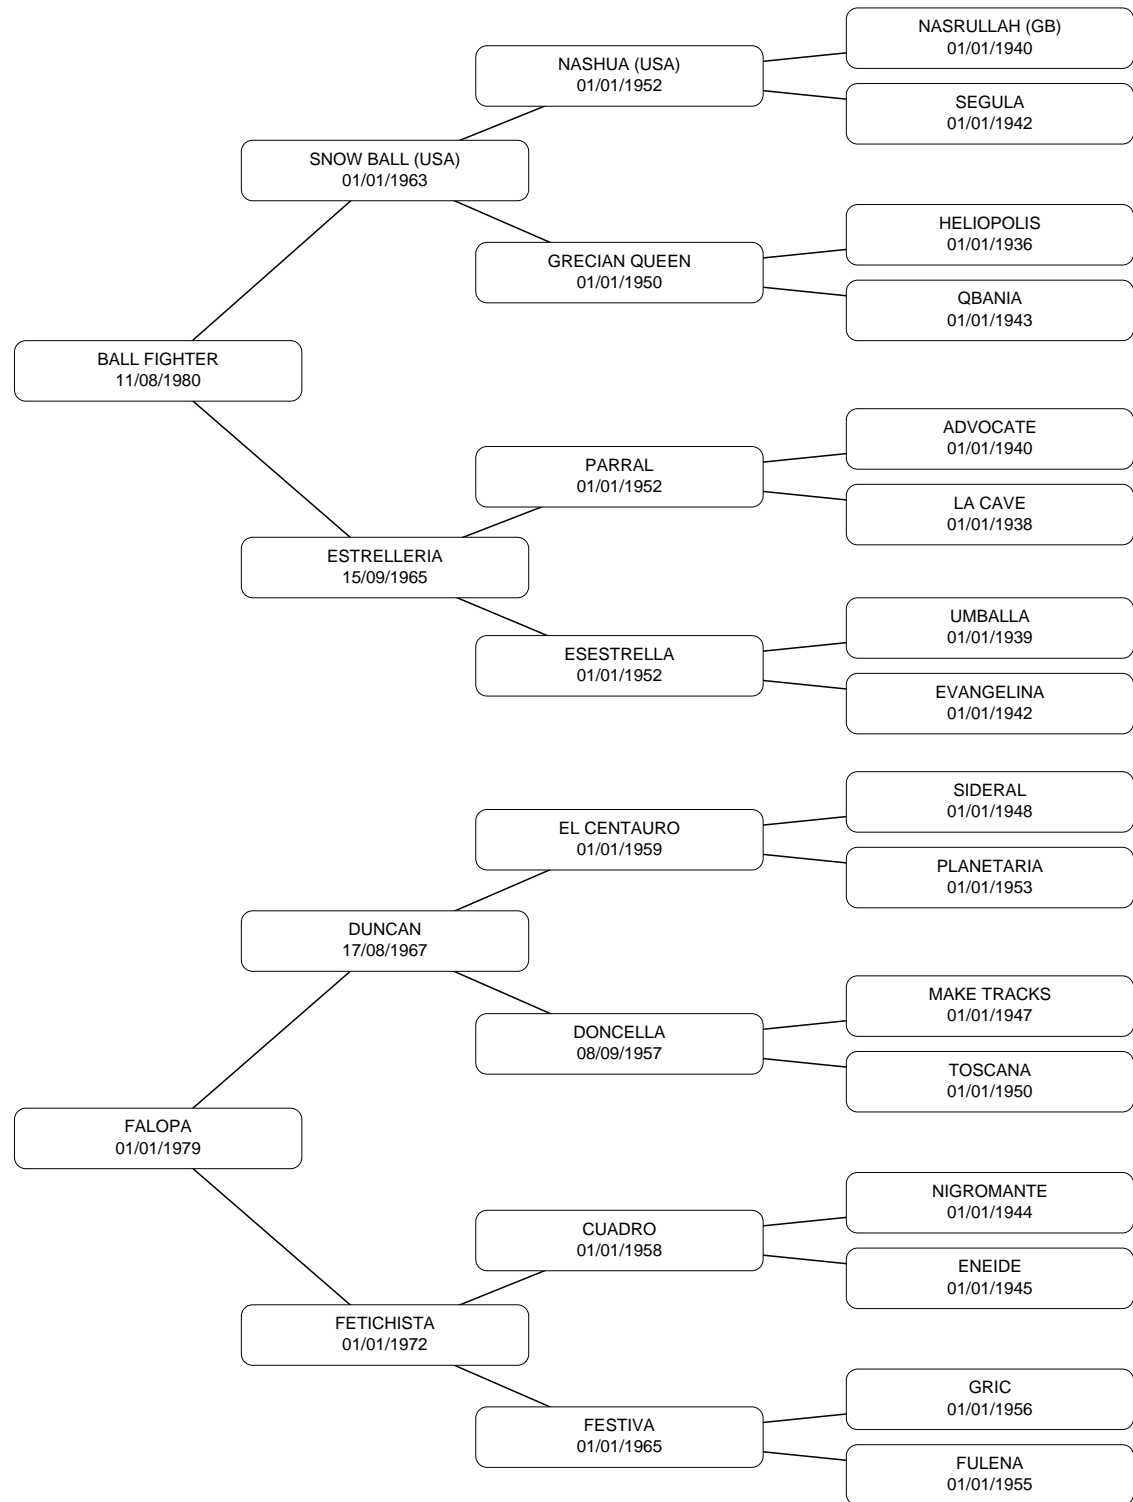 NASRULLAH (GB)
01/01/1940
NASHUA (USA)
01/01/1952
SEGULA
01/01/1942
SNOW BALL (USA)
01/01/1963
HELIOPOLIS
01/01/1936
GRECIAN QUEEN
01/01/1950
QBANIA
01/01/1943
BALL FIGHTER
11/08/1980
ADVOCATE
01/01/1940
PARRAL
01/01/1952
LA CAVE
01/01/1938
ESTRELLERIA
15/09/1965
UMBALLA
01/01/1939
ESESTRELLA
01/01/1952
EVANGELINA
01/01/1942
SIDERAL
01/01/1948
EL CENTAURO
01/01/1959
PLANETARIA
01/01/1953
DUNCAN
17/08/1967
MAKE TRACKS
01/01/1947
DONCELLA
08/09/1957
TOSCANA
01/01/1950
FALOPA
01/01/1979
NIGROMANTE
01/01/1944
CUADRO
01/01/1958
ENEIDE
01/01/1945
FETICHISTA
01/01/1972
GRIC
01/01/1956
FESTIVA
01/01/1965
FULENA
01/01/1955